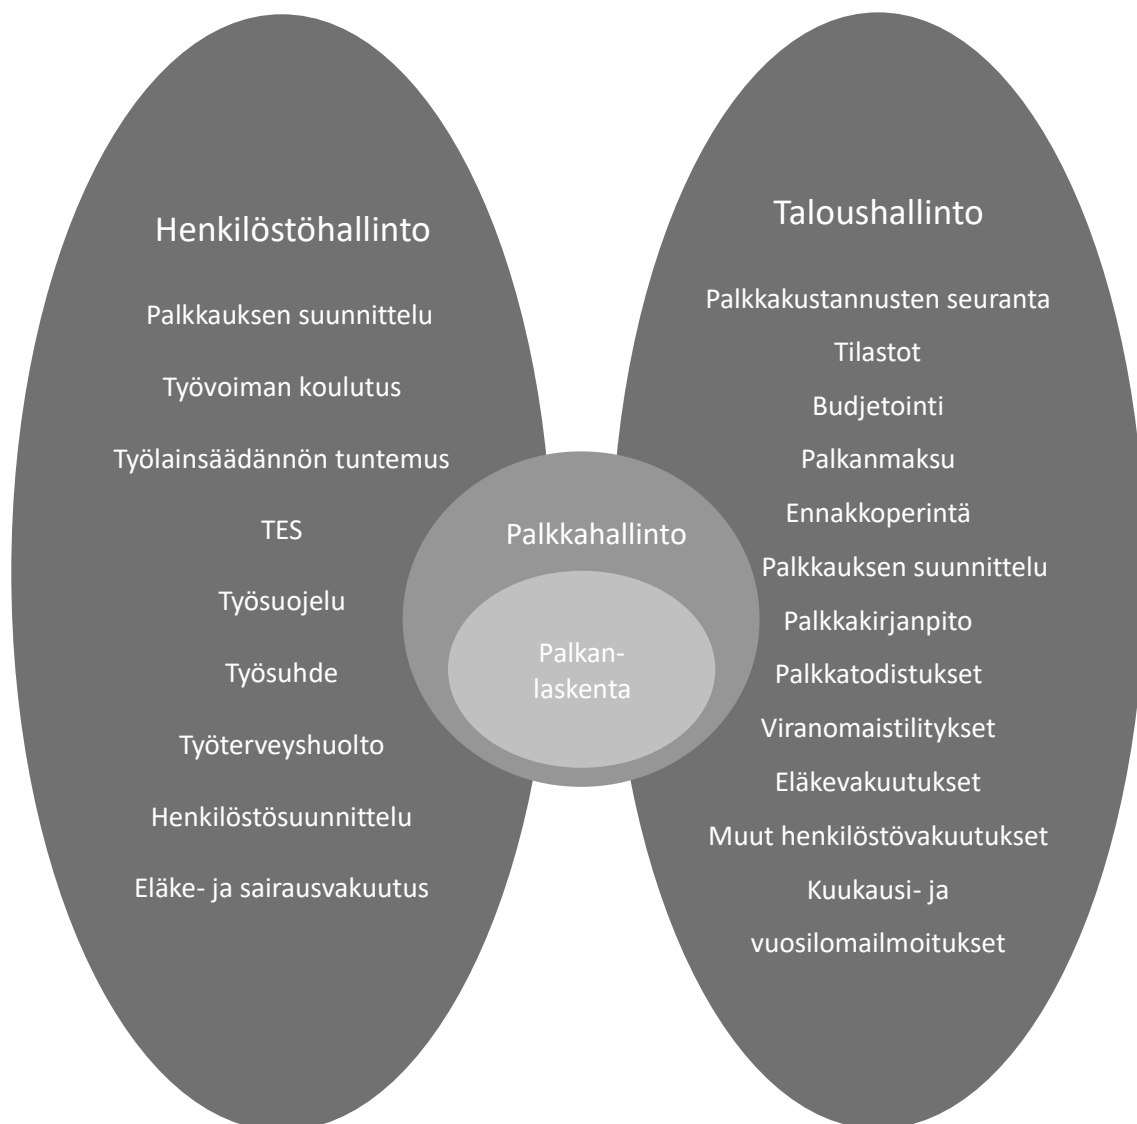 Henkilöstöhallinto
Palkkauksen suunnittelu
Työvoiman koulutus
Työlainsäädännön tuntemus
TES
Työsuojelu
Työsuhde
Työterveyshuolto
Henkilöstösuunnittelu
Eläke- ja sairausvakuutus
Palkkahallinto
Palkan-
laskenta
Taloushallinto
Palkkakustannusten seuranta
Tilastot
Budjetointi
Palkanmaksu
Ennakkoperintä
Palkkauksen suunnittelu
Palkkakirjanpito
Palkkatodistukset
Viranomaistilitykset
Eläkevakuutukset
Muut henkilöstövakuutukset
Kuukausi- ja
vuosilomailmoitukset